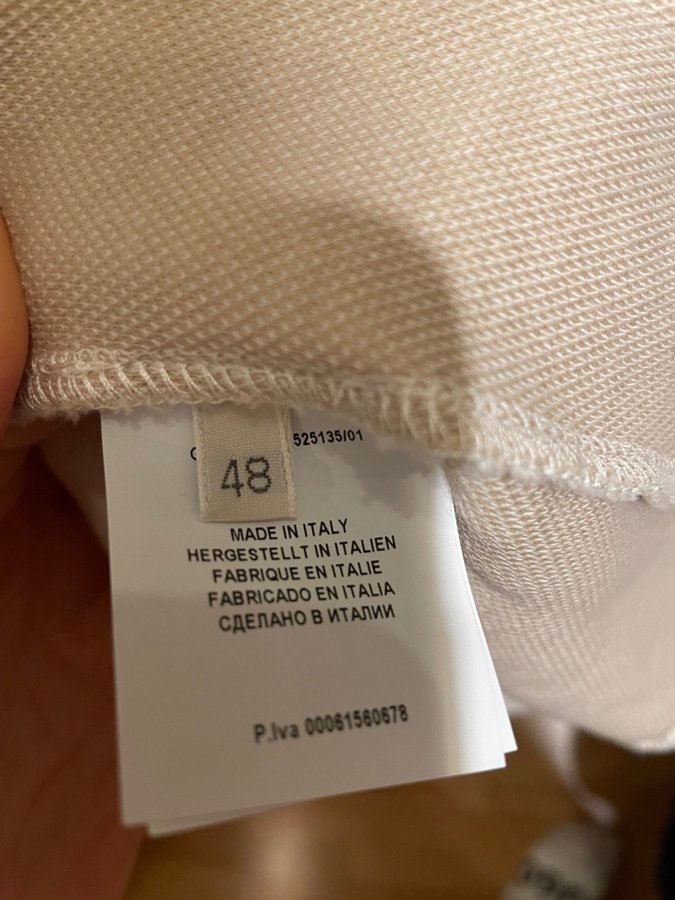 525135/01
48
MADE IN ITALY
HERGESTELLT IN ITALIEN
FABRIQUE EN ITALIE
FABRICADO EN ITALIA
СДЕЛАНО В ИТАЛИИ
P.Iva 00061560678